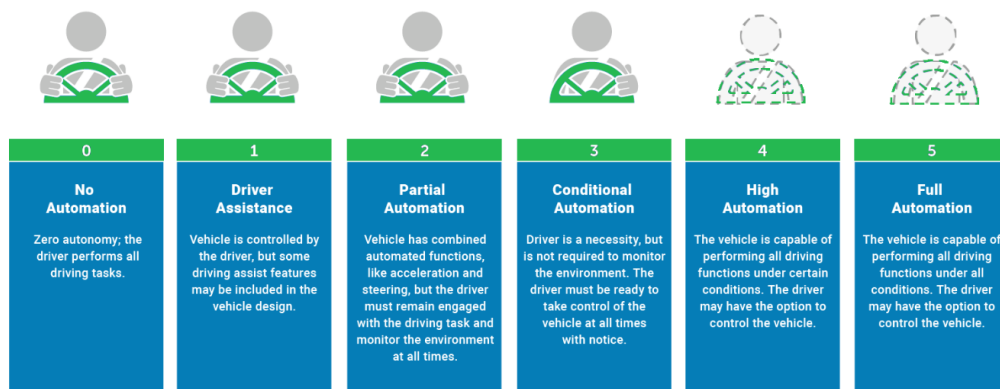 0
No
Automation
Zero autonomy; the
driver performs all
driving tasks.
1
Driver
Assistance
Vehicle is controlled by
the driver, but some
driving assist features
may be included in the
vehicle design.
2
Partial
Automation
Vehicle has combined
automated functions,
like acceleration and
steering, but the driver
must remain engaged
with the driving task and
monitor the environment
at all times.
3
Conditional
Automation
Driver is a necessity, but
is not required to monitor
the environment. The
driver must be ready to
take control of the
vehicle at all times
with notice.
4
High
Automation
The vehicle is capable of
performing all driving
functions under certain
conditions. The driver
may have the option to
control the vehicle.
5
Full
Automation
The vehicle is capable of
performing all driving
functions under all
conditions. The driver
may have the option to
control the vehicle.